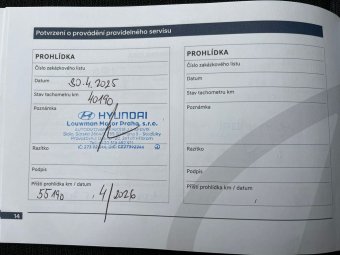 Potvrzení o provádění pravidelného servisu
PROHLÍDKA
Číslo zakázkového listu
Datum 30.4.2025
Stav tachometru km 40190
Poznámka
HYUNDAI
Louwman Motor Praha, s.r.o.
Razítko
Podpis
Příští prohlídka km / datum
55190 4/2026
14
PROHLÍDKA
Číslo zakázkového listu
Datum
Stav tachometru km
Poznámka
Razítko
Podpis
Příští prohlídka km / datum
/